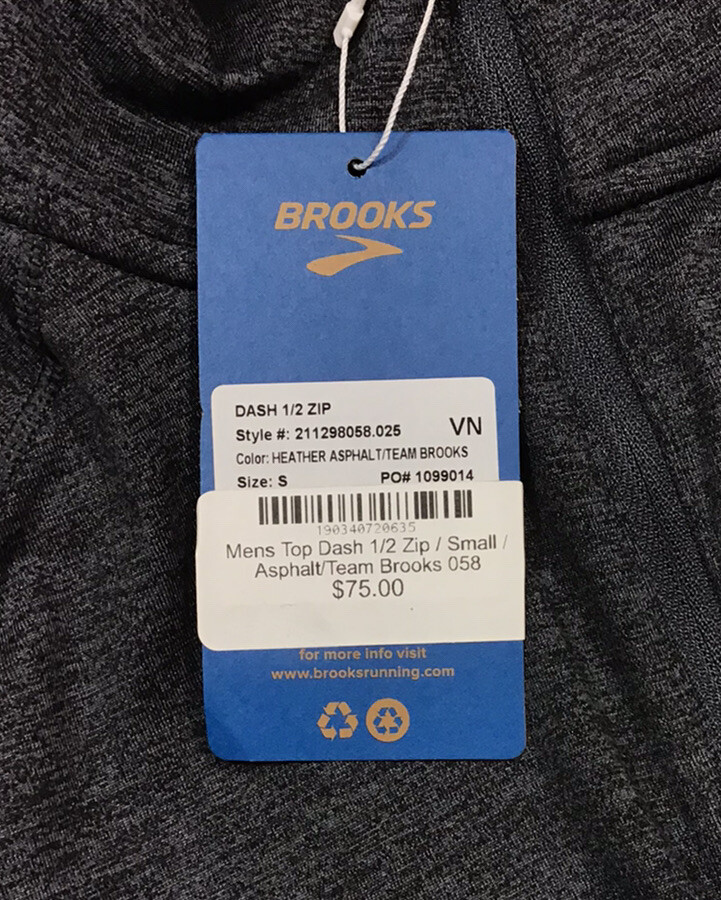 BROOKS
DASH 1/2 ZIP
Style #: 211298058.025 VN
Color: HEATHER ASPHALT/TEAM BROOKS
Size: S PO# 1099014
190340720635
Mens Top Dash 1/2 Zip / Small /
Asphalt/Team Brooks 058
$75.00
for more info visit
www.brooksrunning.com